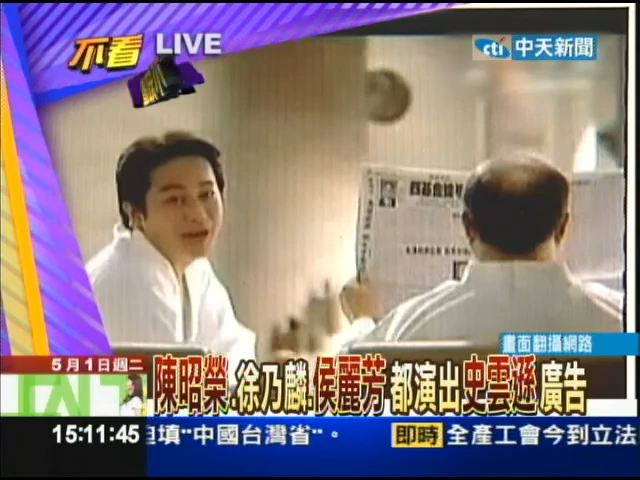 不看 LIVE
cti 中天新聞
畫面翻攝網路
5月1日週二
陳昭榮.徐乃麟.侯麗芳都演出史雲遜廣告
15:11:45 填"中國台灣省"。 即時 全產工會今到立法